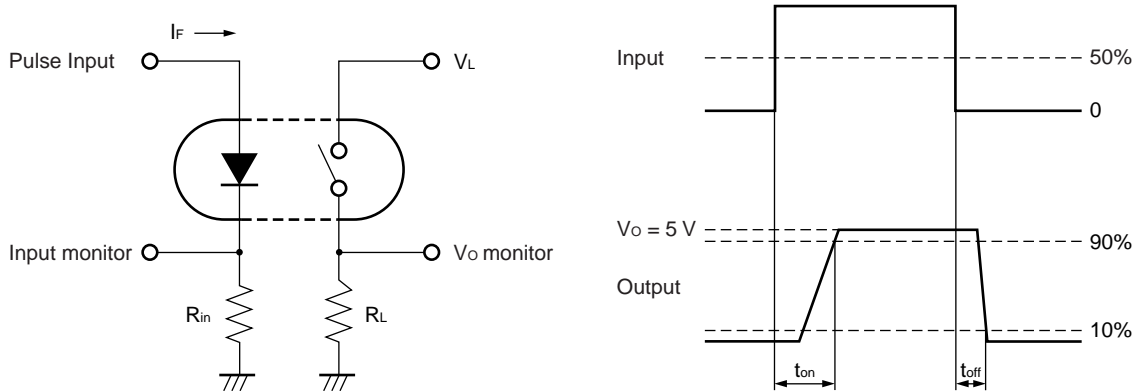 IF
Pulse Input
VL
Input monitor
VO monitor
Rin
RL
Input
50%
0
VO = 5 V
90%
Output
10%
ton
toff